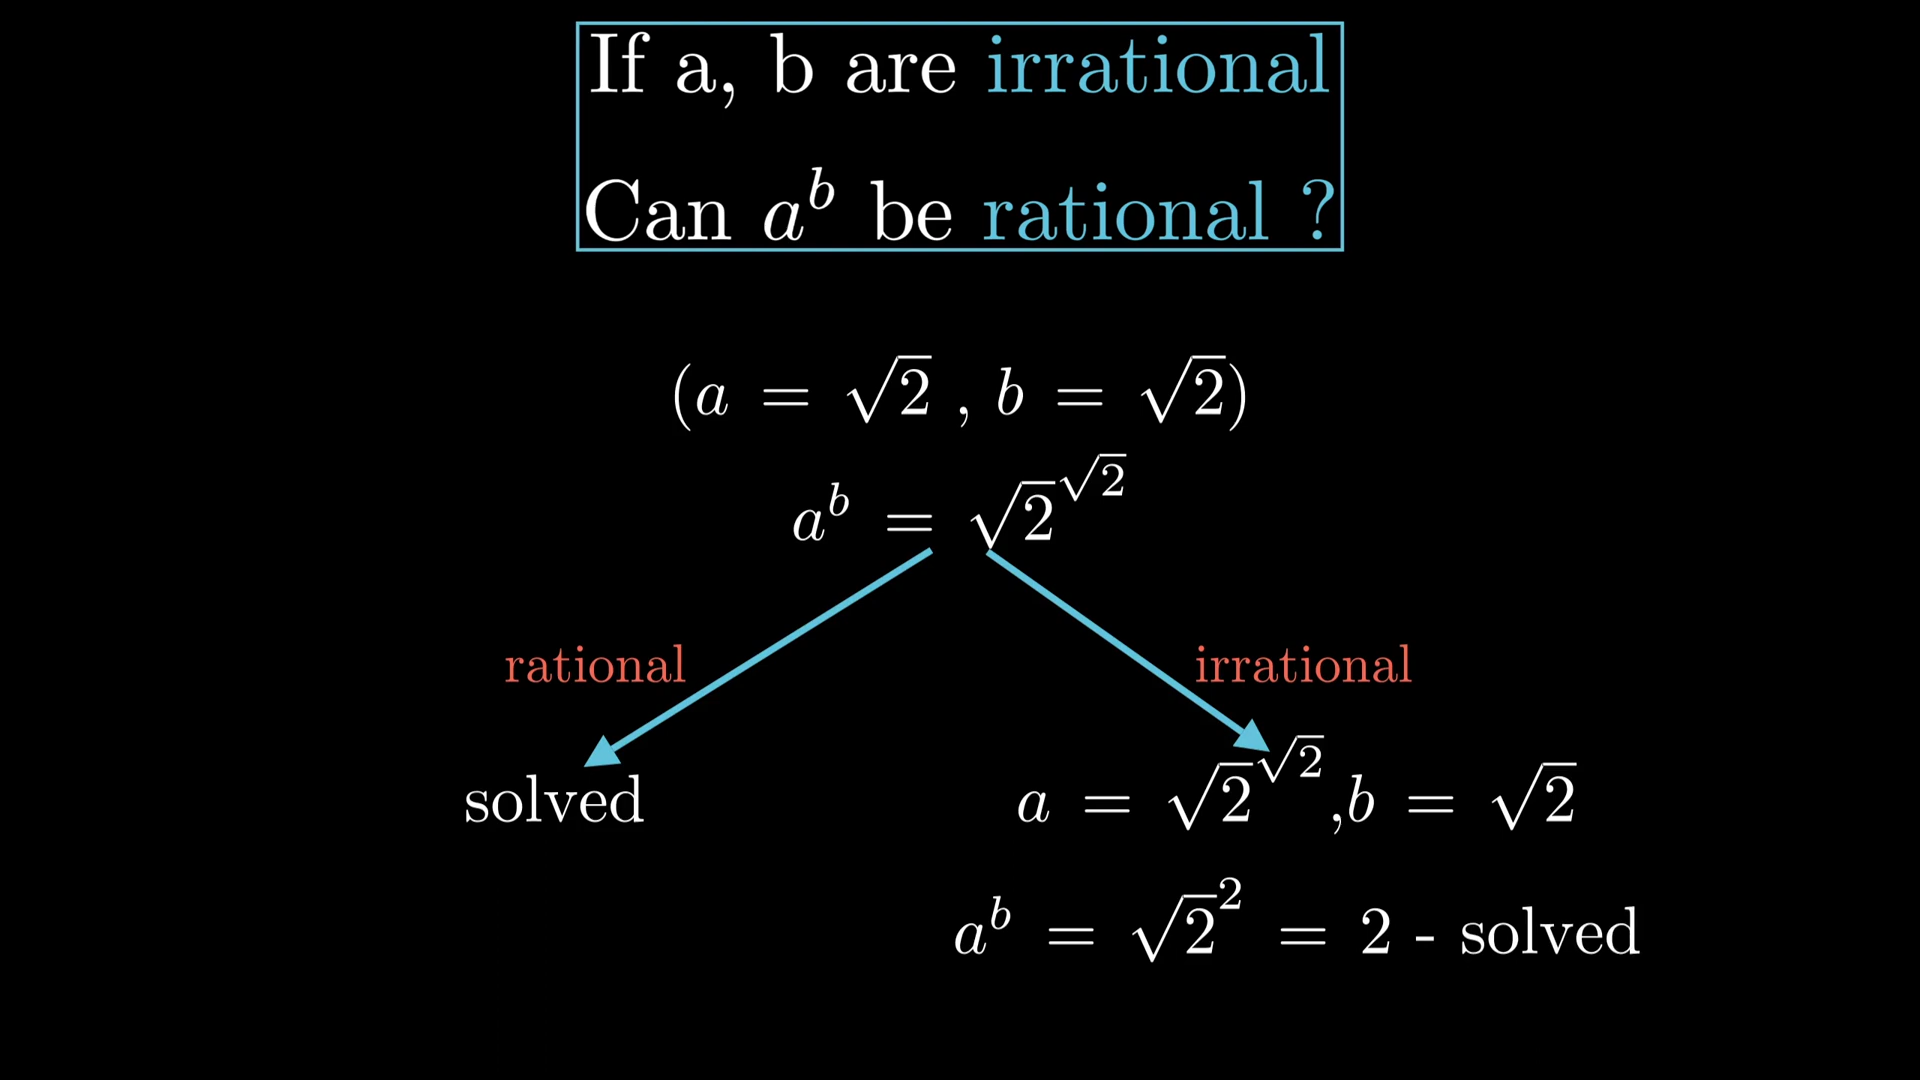 If a, b are irrational
Can a^b be rational ?
(a = √2 , b = √2)
a^b = √2^√2
rational
irrational
solved
a = √2^√2 ,b = √2
a^b = √2^2 = 2 - solved